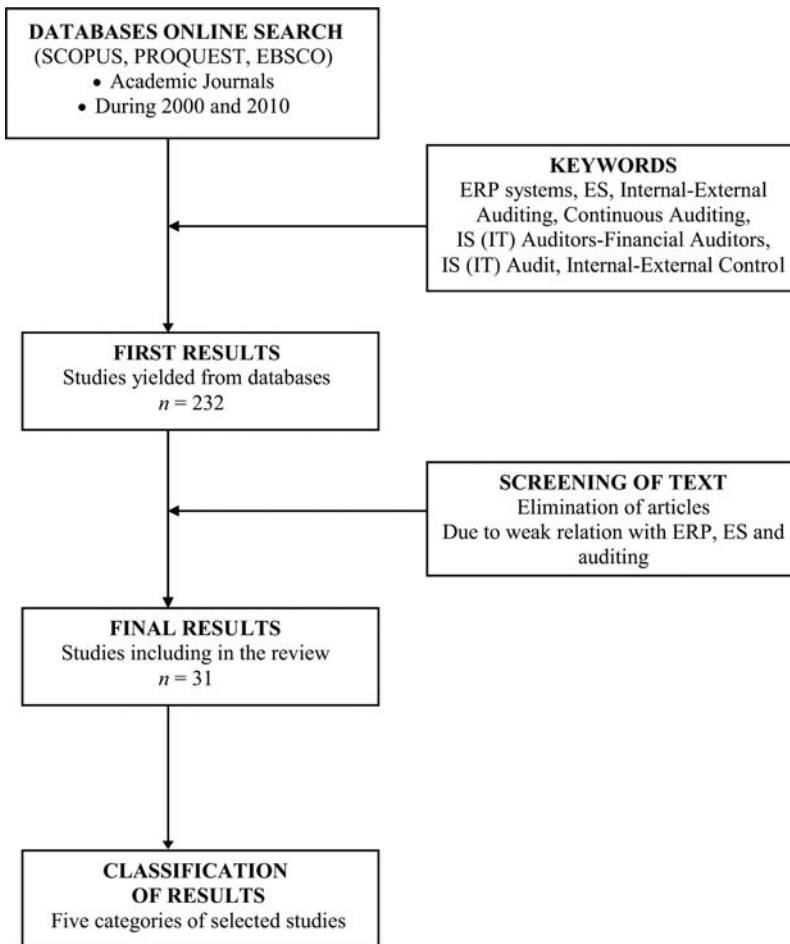 DATABASES ONLINE SEARCH
(SCOPUS, PROQUEST, EBSCO)
• Academic Journals
• During 2000 and 2010
KEYWORDS
ERP systems, ES, Internal-External
Auditing, Continuous Auditing,
IS (IT) Auditors-Financial Auditors,
IS (IT) Audit, Internal-External Control
FIRST RESULTS
Studies yielded from databases
n = 232
SCREENING OF TEXT
Elimination of articles
Due to weak relation with ERP, ES and
auditing
FINAL RESULTS
Studies including in the review
n = 31
CLASSIFICATION
OF RESULTS
Five categories of selected studies